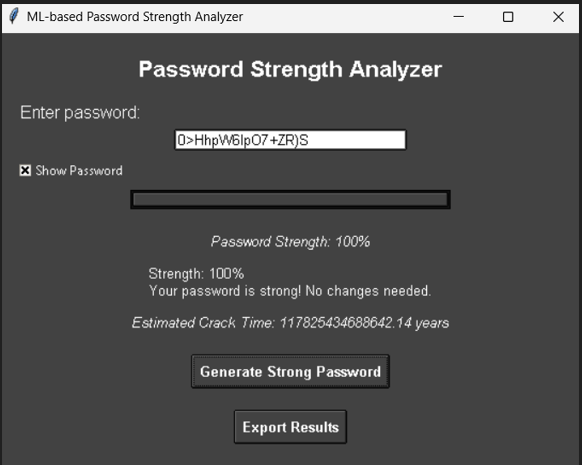 ML-based Password Strength Analyzer
Password Strength Analyzer
Enter password:
0>HhpW6IpO7+ZR)S
Show Password
Password Strength: 100%
Strength: 100%
Your password is strong! No changes needed.
Estimated Crack Time: 117825434688642.14 years
Generate Strong Password
Export Results